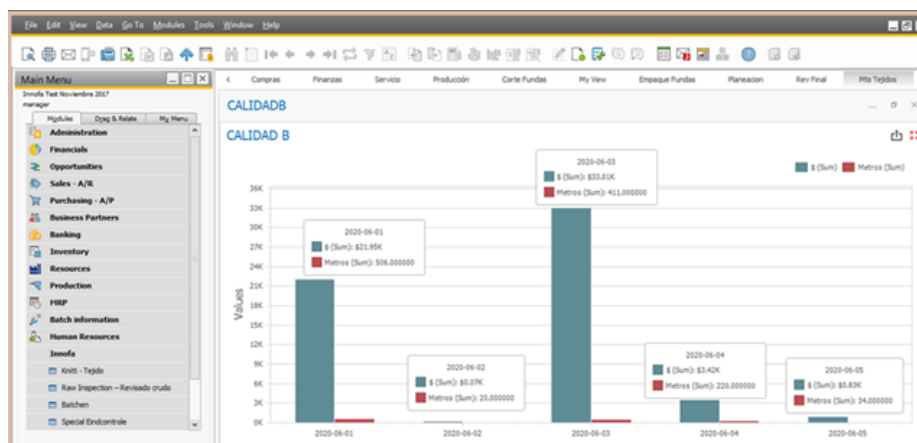 File Edit View Data Go To Modules Tools Window Help
Main Menu
Innofa Test Noviembre 2017
manager
Modules Drag & Relate My Menu
Administration
Financials
Opportunities
Sales - A/R
Purchasing - A/P
Business Partners
Banking
Inventory
Resources
Production
MRP
Batch information
Human Resources
Innofa
Knitt - Tejido
Raw Inspection - Revisado crudo
Batchen
Special Eindcontrole
Compras Finanzas Servicio Producción Corte Fundas My View Empaque Fundas Planeacion Rev Final Mts Tejidos
CALIDADB
CALIDAD B
$ (Sum) Metros (Sum)
Values
36K
33K
30K
27K
24K
21K
18K
15K
12K
9K
6K
3K
0K
2020-06-01
$ (Sum): $21.95K
Metros (Sum): 506.000000
2020-06-02
$ (Sum): $0.07K
Metros (Sum): 20.000000
2020-06-03
$ (Sum): $33.01K
Metros (Sum): 411.000000
2020-06-04
$ (Sum): $3.42K
Metros (Sum): 220.000000
2020-06-05
$ (Sum): $0.83K
Metros (Sum): 34.000000
2020-06-01 2020-06-02 2020-06-03 2020-06-04 2020-06-05